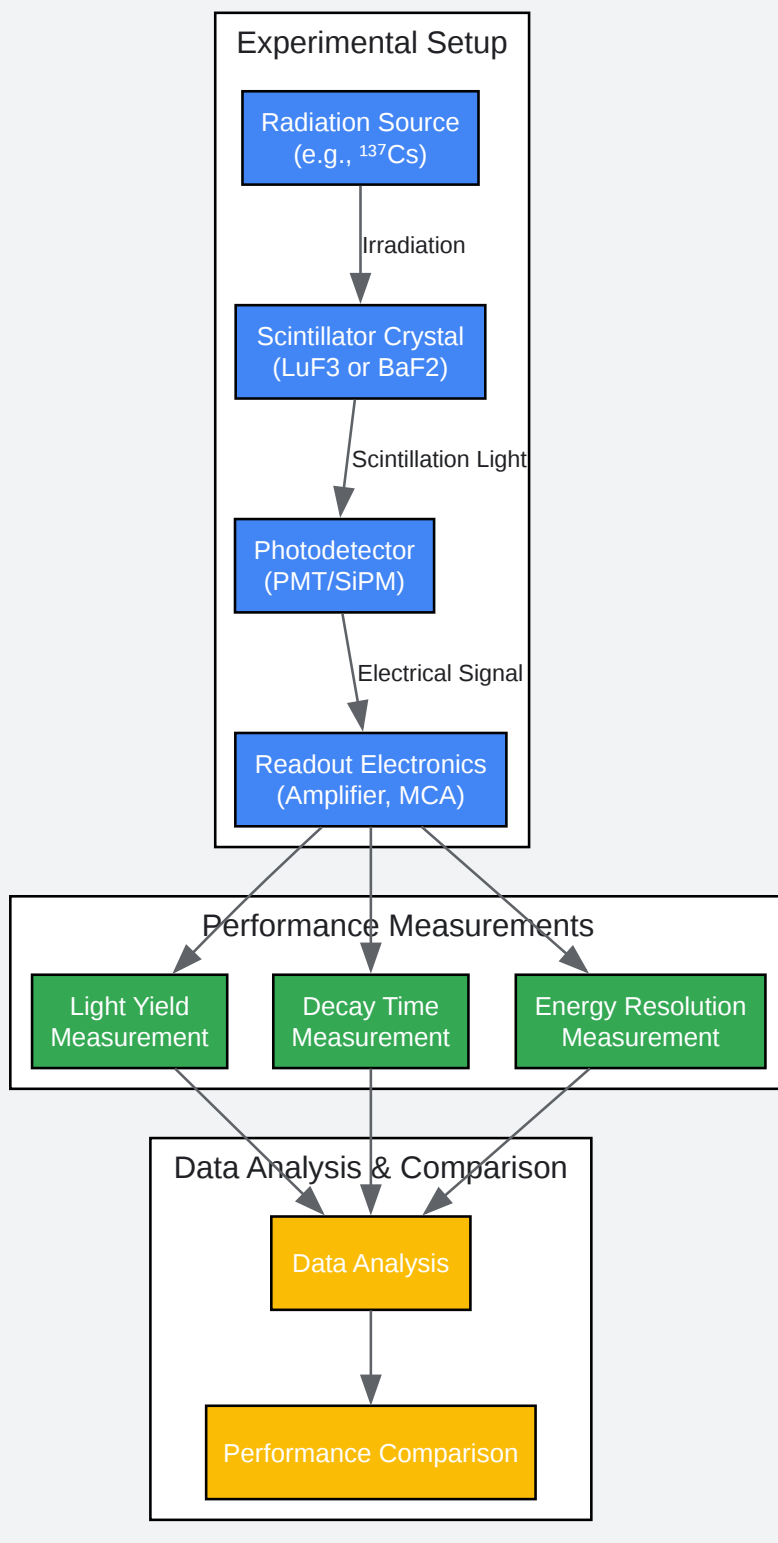 Experimental Setup
Radiation Source
(e.g., ¹³⁷Cs)
Irradiation
Scintillator Crystal
(LuF3 or BaF2)
Scintillation Light
Photodetector
(PMT/SiPM)
Electrical Signal
Readout Electronics
(Amplifier, MCA)
Performance Measurements
Light Yield
Measurement
Decay Time
Measurement
Energy Resolution
Measurement
Data Analysis & Comparison
Data Analysis
Performance Comparison